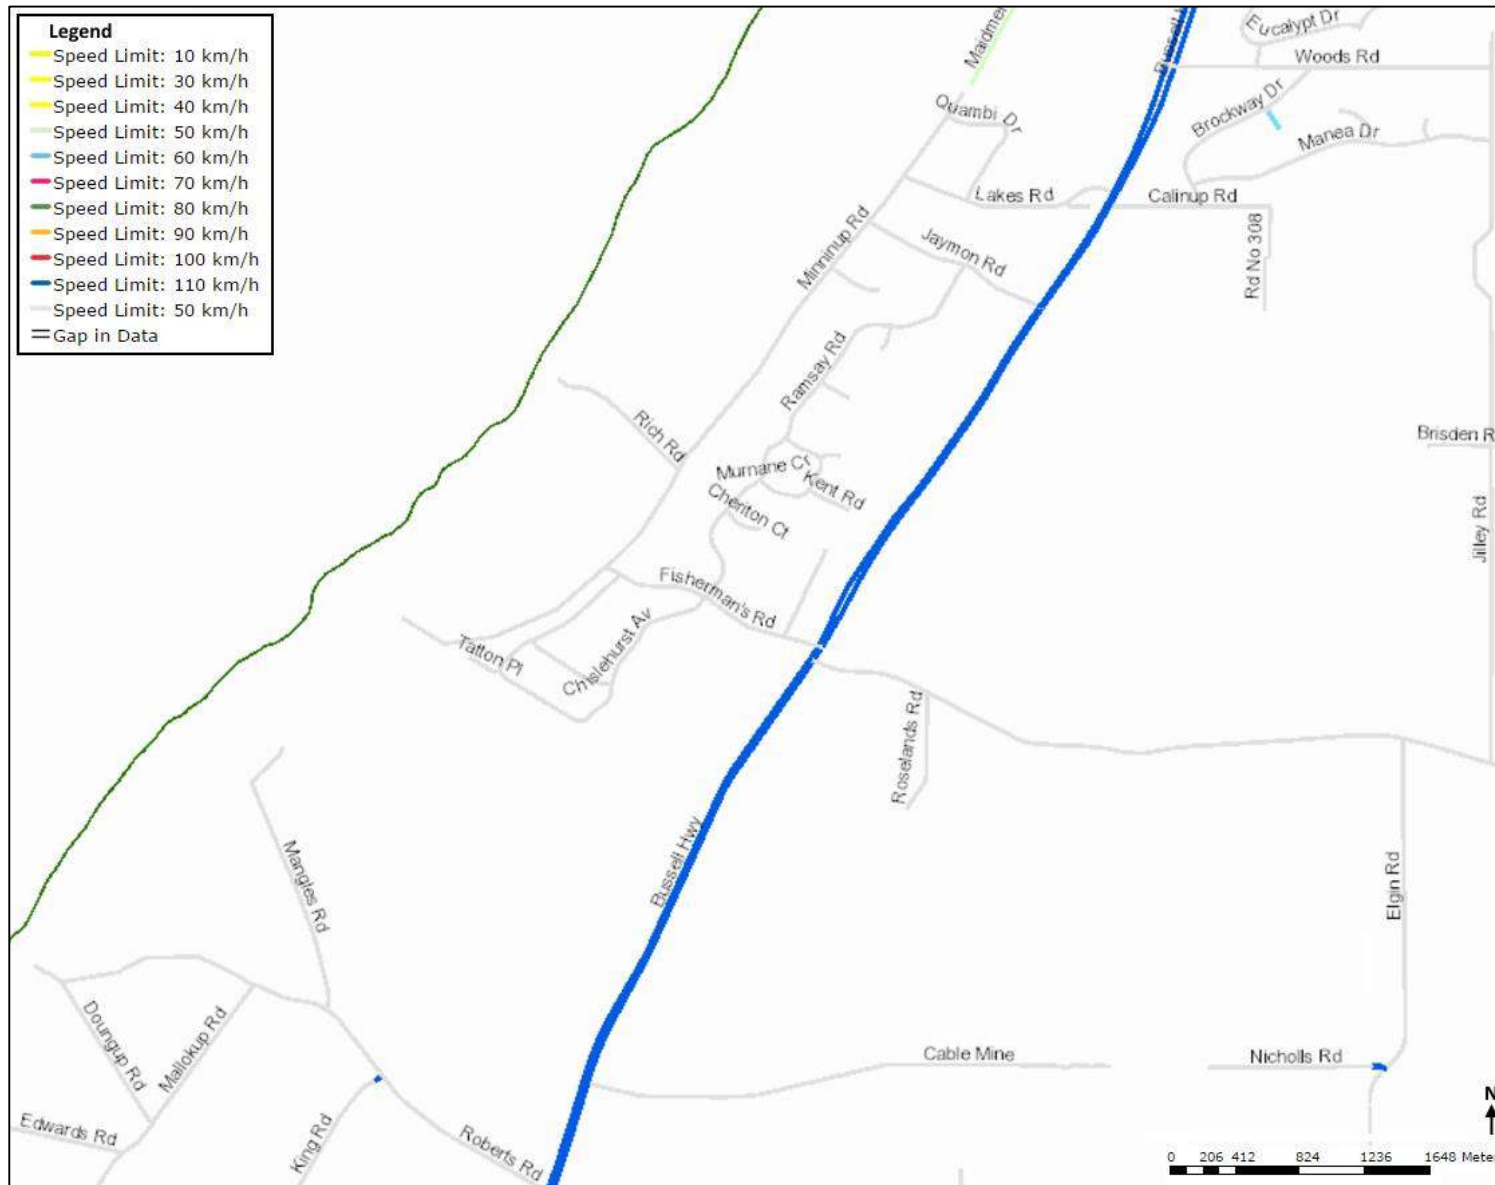 Legend
Speed Limit: 10 km/h
Speed Limit: 30 km/h
Speed Limit: 40 km/h
Speed Limit: 50 km/h
Speed Limit: 60 km/h
Speed Limit: 70 km/h
Speed Limit: 80 km/h
Speed Limit: 90 km/h
Speed Limit: 100 km/h
Speed Limit: 110 km/h
Speed Limit: 50 km/h
Gap in Data
Eucalypt Dr
Woods Rd
Quambi Dr
Brockway Dr
Manea Dr
Lakes Rd
Calinup Rd
Minninup Rd
Jaymon Rd
Rd No 308
Ramsay Rd
Rich Rd
Brisden R
Murnane Cr
Kent Rd
Cheriton Ct
Jilley Rd
Fisherman's Rd
Tatton Pl
Chislehurst Av
Roselands Rd
Bussell Hwy
Mangles Rd
Elgin Rd
Doungup Rd
Mallokup Rd
Cable Mine
Nicholls Rd
Edwards Rd
King Rd
Roberts Rd
N
0 206 412 824 1236 1648 Meter